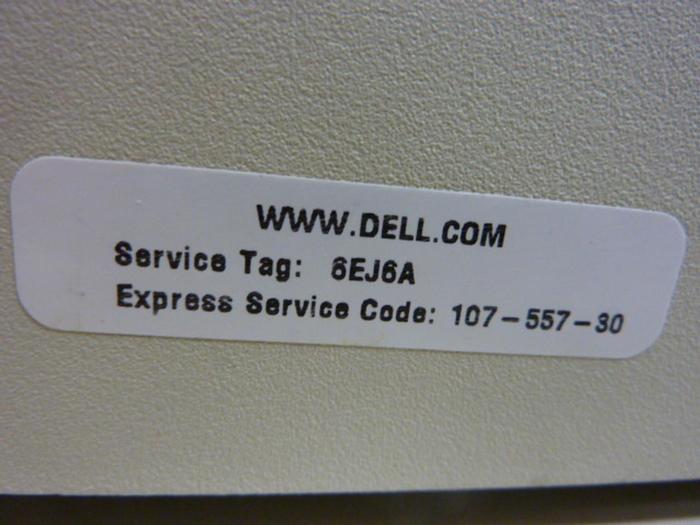 WWW.DELL.COM
Service Tag: 6EJ6A
Express Service Code: 107-557-30